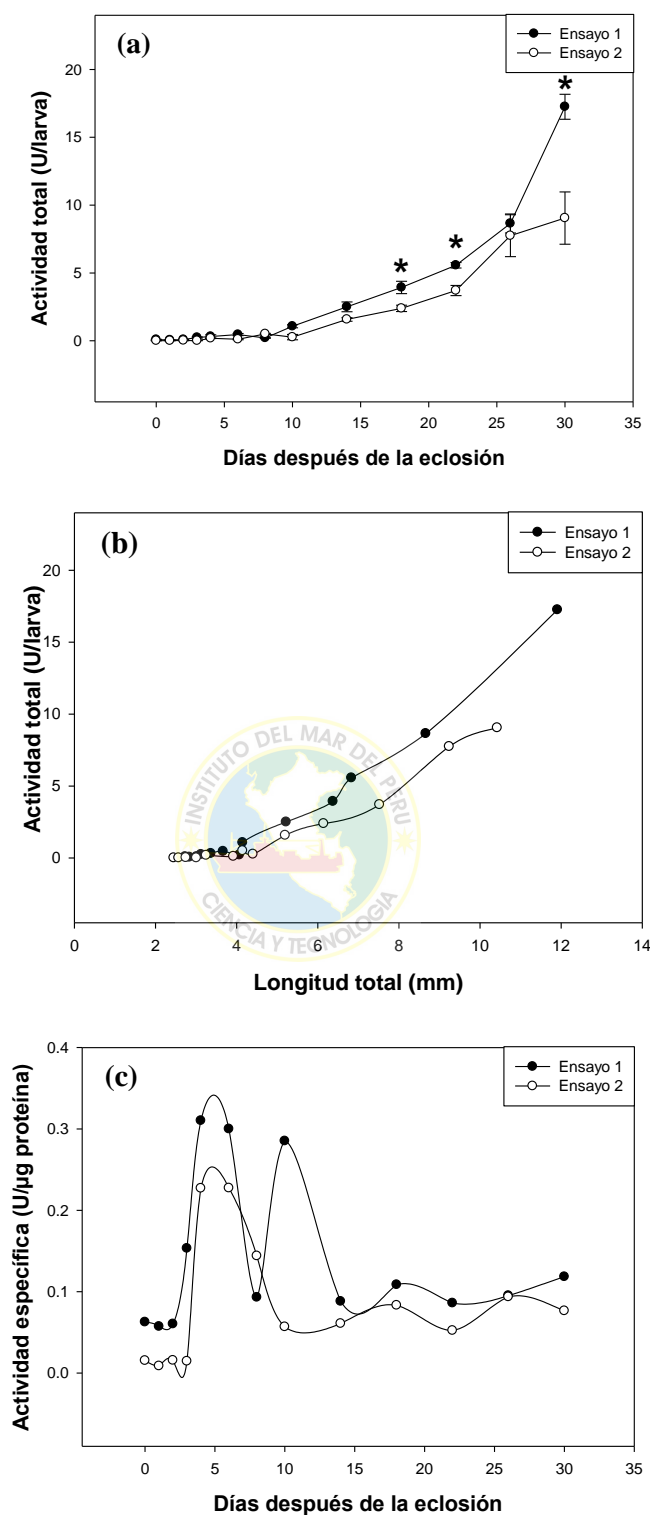 (a)
Ensayo 1
Ensayo 2
Actividad total (U/larva)
20
15
10
5
0
* * *
0 5 10 15 20 25 30 35
Días después de la eclosión
(b)
Ensayo 1
Ensayo 2
Actividad total (U/larva)
20
15
10
5
0
INSTITUTO DEL MAR DEL PERU
CIENCIA Y TECNOLOGIA
0 2 4 6 8 10 12 14
Longitud total (mm)
(c)
Ensayo 1
Ensayo 2
Actividad específica (U/µg proteína)
0.4
0.3
0.2
0.1
0.0
0 5 10 15 20 25 30 35
Días después de la eclosión